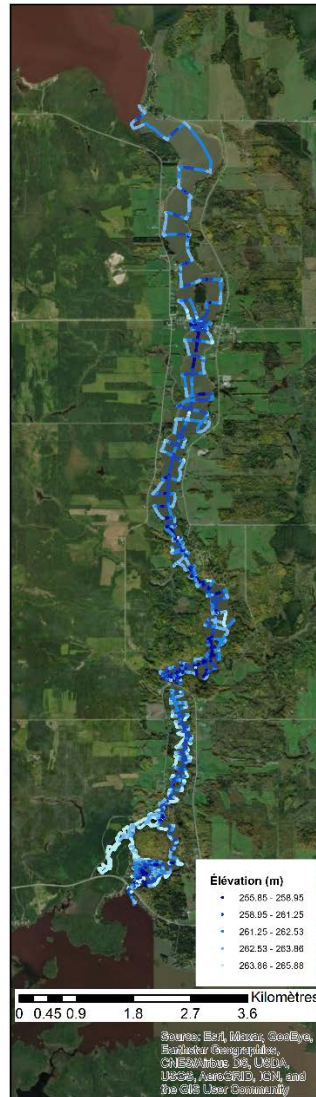 Élévation (m)
255.85 - 258.95
258.95 - 261.25
261.25 - 262.53
262.53 - 263.86
263.86 - 265.88
Kilomètres
0 0.45 0.9 1.8 2.7 3.6
Source: Esri, Maxar, GeoEye,
Earthstar Geographics,
CNES/Airbus DS, USDA,
USGS, AeroGRID, IGN, and
the GIS User Community